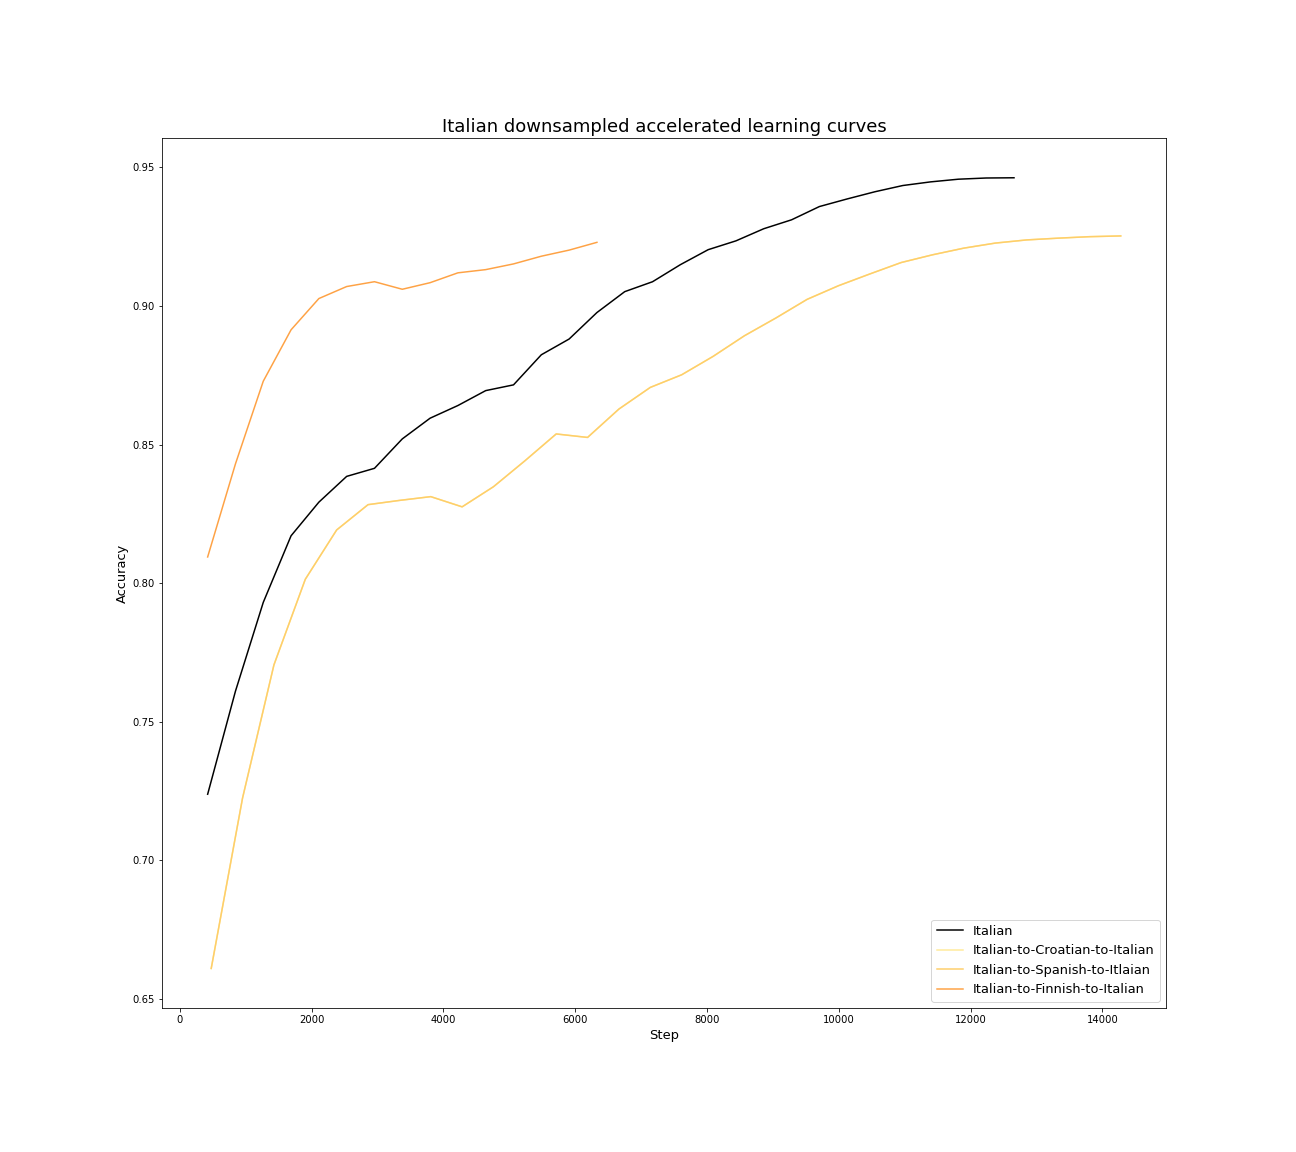 Italian downsampled accelerated learning curves
0.95
0.90
0.85
0.80
0.75
0.70
0.65
Accuracy
Italian
Italian-to-Croatian-to-Italian
Italian-to-Spanish-to-Itlaian
Italian-to-Finnish-to-Italian
0 2000 4000 6000 8000 10000 12000 14000
Step